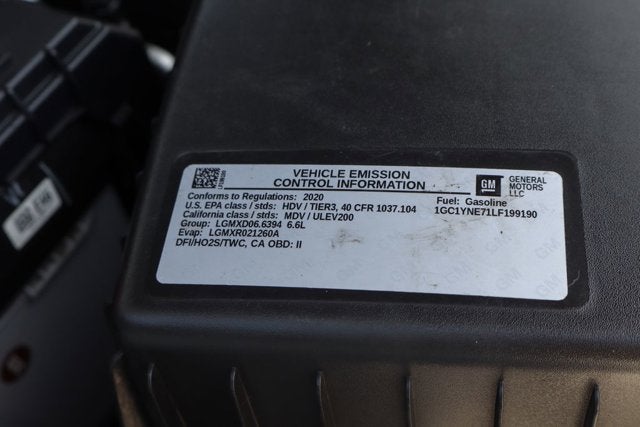 VEHICLE EMISSION
CONTROL INFORMATION
GM
GENERAL
MOTORS
LLC
Conforms to Regulations: 2020
U.S. EPA class / stds: HDV / TIER3, 40 CFR 1037.104
California class / stds: MDV / ULEV200
Group: LGMXD06.6394 6.6L
Evap: LGMXR021260A
DFI/HO2S/TWC, CA OBD: II
Fuel: Gasoline
1GC1YNE71LF199190